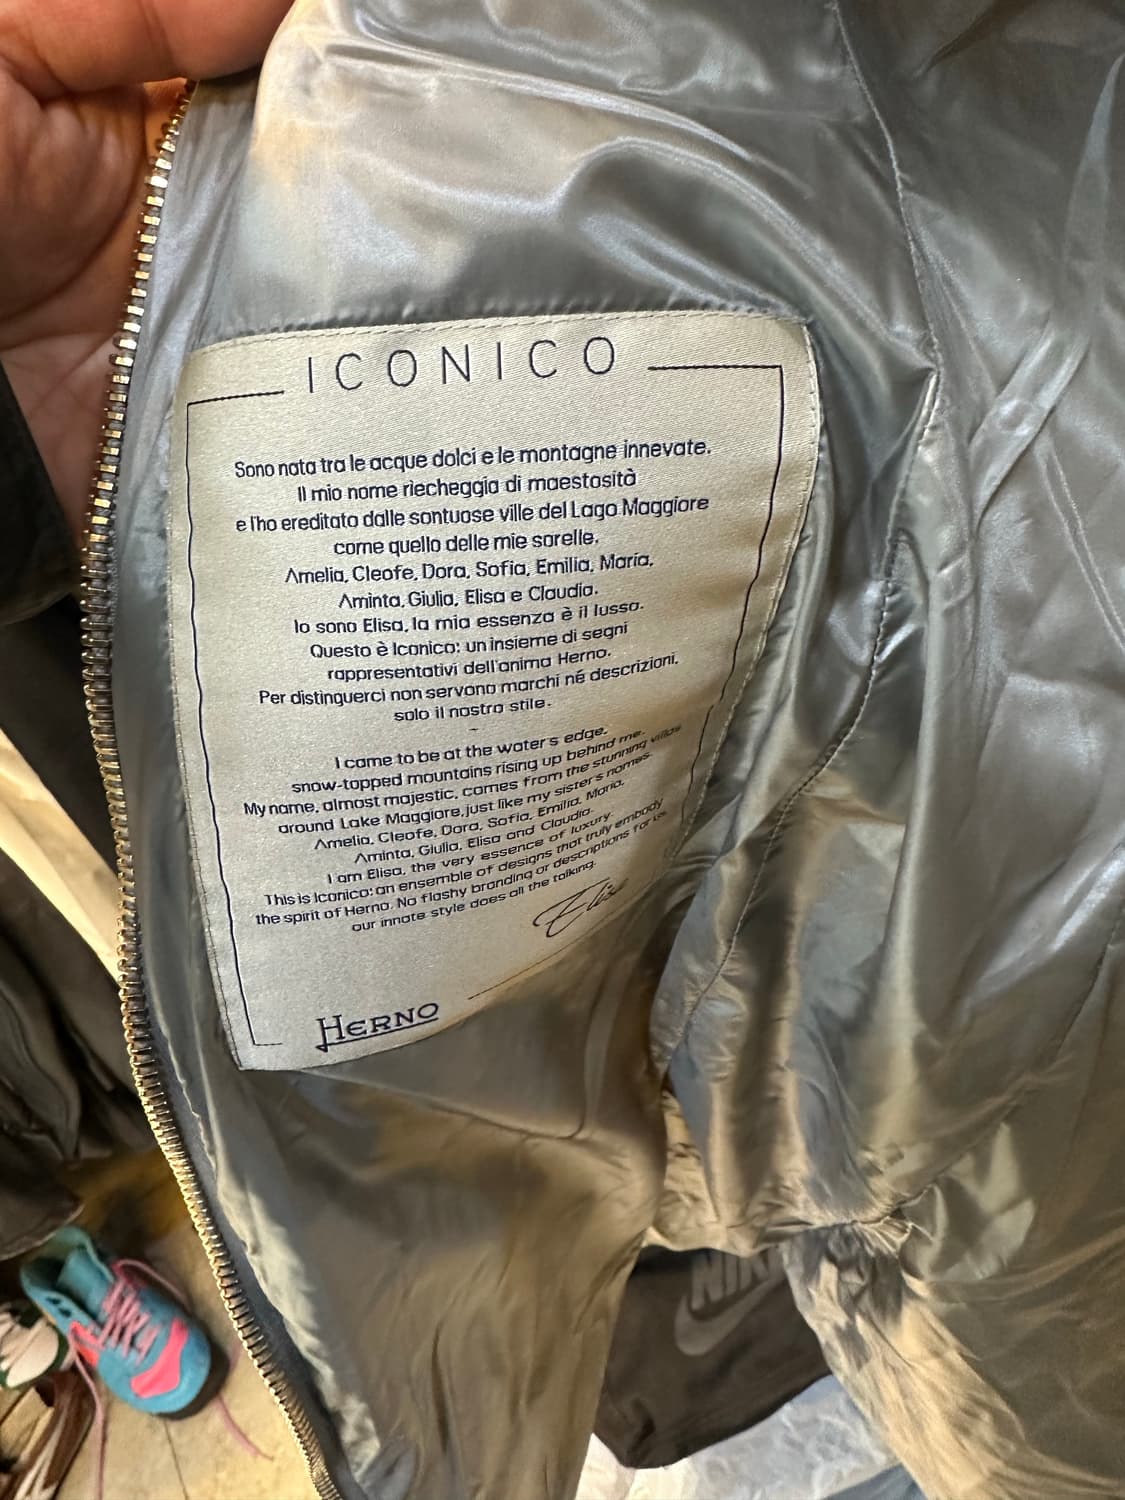 ICONICO
Sono nata tra le acque dolci e le montagne innevate.
Il mio nome riecheggia di maestosità
e l'ho ereditato dalle sontuose ville del Lago Maggiore
come quello delle mie sorelle.
Amelia, Cleofe, Dora, Sofia, Emilia, Maria,
Aminta, Giulia, Elisa e Claudia.
Io sono Elisa, la mia essenza è il lusso.
Questo è Iconico: un insieme di segni
rappresentativi dell'anima Herno.
Per distinguerci non servono marchi né descrizioni,
solo il nostro stile.
I came to be at the water's edge,
snow-topped mountains rising up behind me.
My name, almost majestic, comes from the stunning villas
around Lake Maggiore, just like my sister's names.
Amelia, Cleofe, Dora, Sofia, Emilia, Maria,
Aminta, Giulia, Elisa and Claudia.
I am Elisa, the very essence of luxury.
This is Iconico: an ensemble of designs that truly embody
the spirit of Herno. No flashy branding or descriptions for us,
our innate style does all the talking.
Elisa
HERNO
NIKE